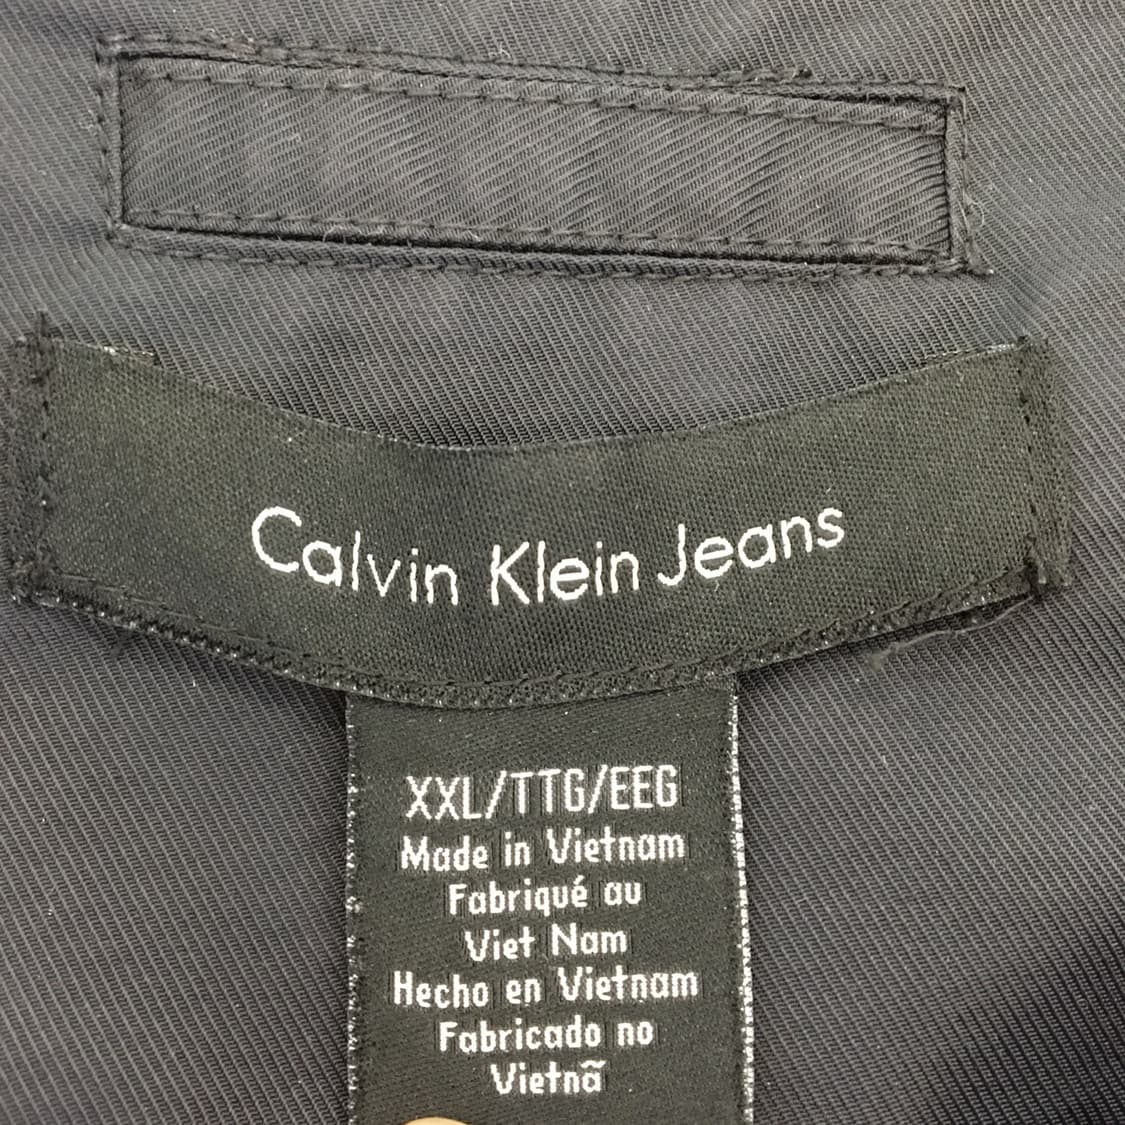 Calvin Klein Jeans
XXL/TTG/EEG
Made in Vietnam
Fabriqué au
Viet Nam
Hecho en Vietnam
Fabricado no
Vietnã